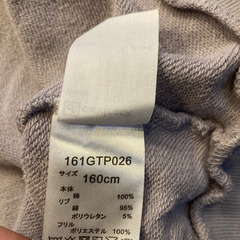 161GTP026
サイズ
160cm
本体
綿 100%
リブ
綿 95%
ポリウレタン 5%
フリル
ポリエステル 100%